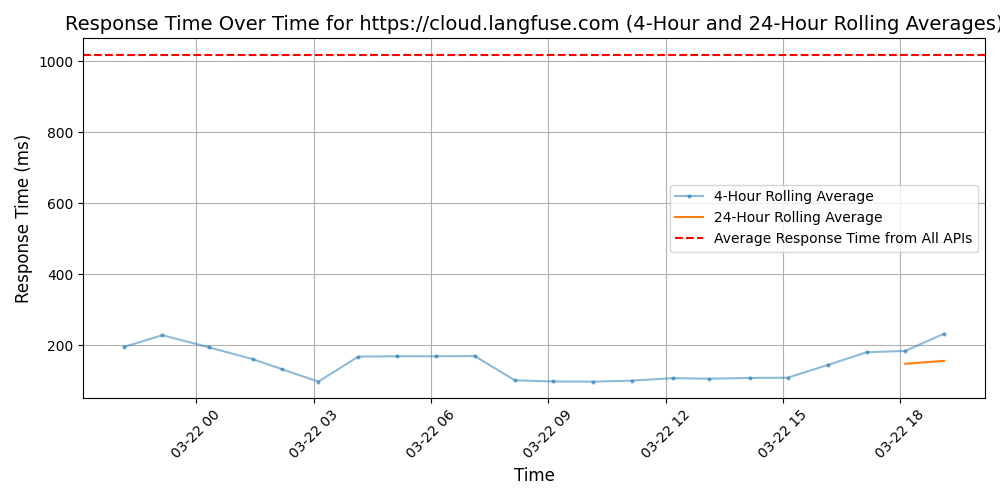 Response Time Over Time for https://cloud.langfuse.com (4-Hour and 24-Hour Rolling Averages)
Response Time (ms)
1000
800
600
400
200
4-Hour Rolling Average
24-Hour Rolling Average
Average Response Time from All APIs
03-22 00
03-22 03
03-22 06
03-22 09
03-22 12
03-22 15
03-22 18
Time